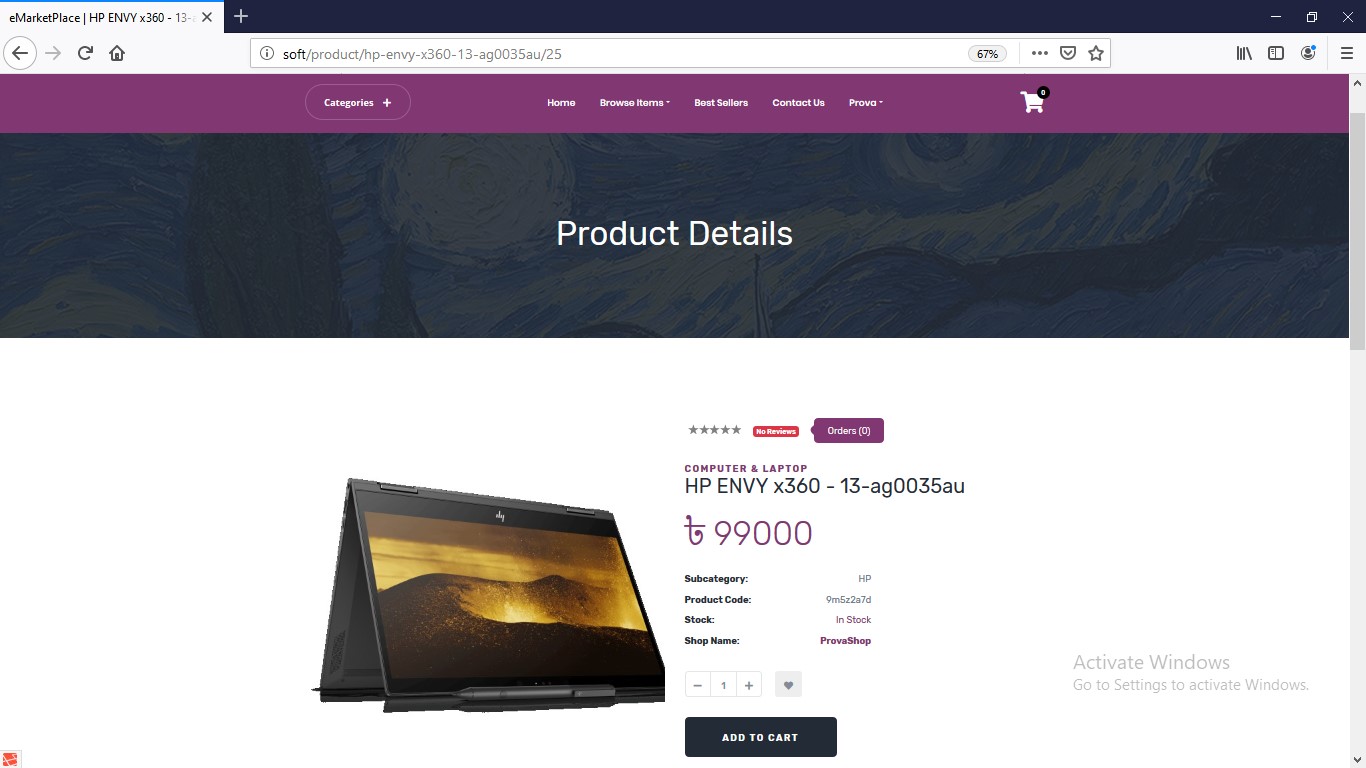 eMarketPlace | HP ENVY x360 - 13-a
soft/product/hp-envy-x360-13-ag0035au/25
67%
Categories +
Home
Browse Items
Best Sellers
Contact Us
Prova
0
Product Details
No Reviews
Orders (0)
COMPUTER & LAPTOP
HP ENVY x360 - 13-ag0035au
৳ 99000
Subcategory: HP
Product Code: 9m5z2a7d
Stock: In Stock
Shop Name: ProvaShop
hp
− 1 +
ADD TO CART
Activate Windows
Go to Settings to activate Windows.